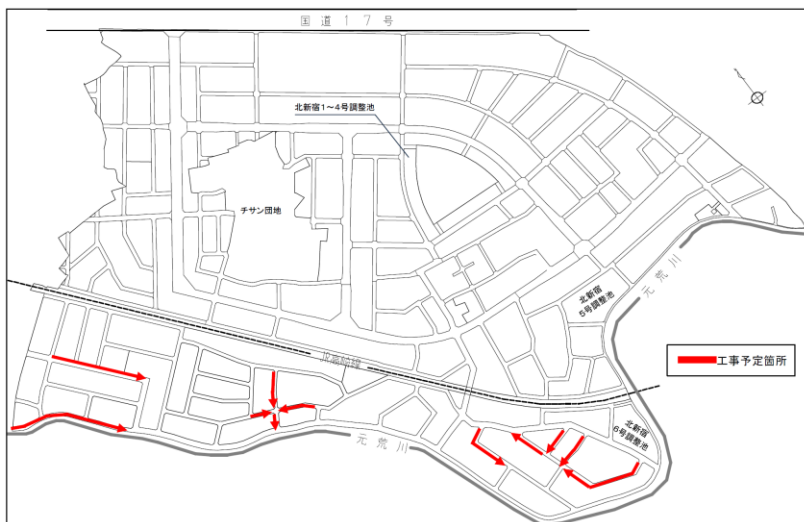 国道１７号
北新宿1～4号調整池
チサン団地
元荒川
北新宿
5号調整池
JR高崎線
工事予定箇所
北新宿
6号調整池
元荒川